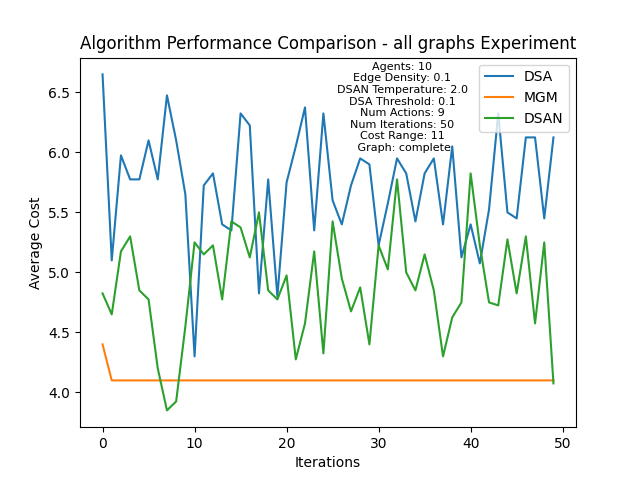 Algorithm Performance Comparison - all graphs Experiment
Agents: 10
Edge Density: 0.1
DSAN Temperature: 2.0
DSA Threshold: 0.1
Num Actions: 9
Num Iterations: 50
Cost Range: 11
Graph: complete
DSA
MGM
DSAN
Average Cost
6.5
6.0
5.5
5.0
4.5
4.0
0 10 20 30 40 50
Iterations